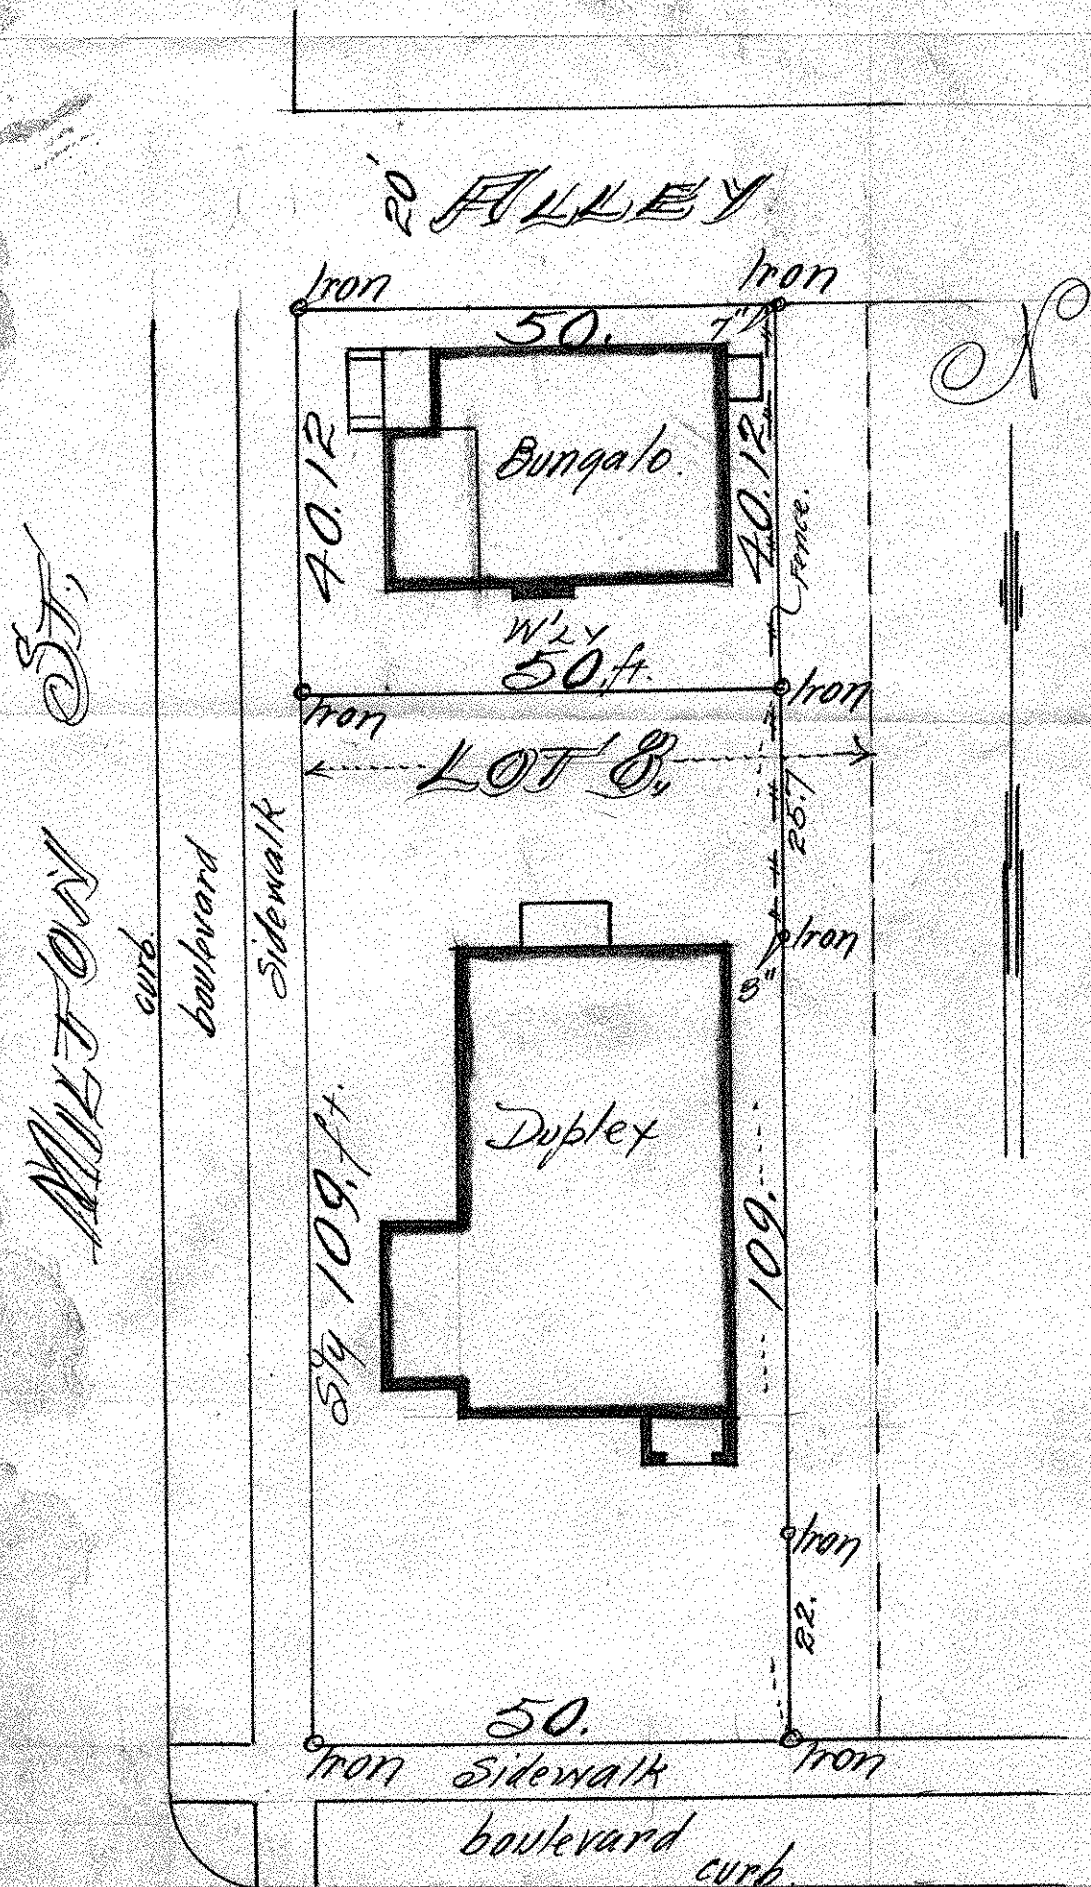 20' ALLEY
Iron
Iron
50.
7"
N
40.12
Bungalo.
40.12
Fence.
W'LY
50.ft.
Iron
Iron
LOT 8,
25.7
MILTON ST.,
curb.
boulevard
Sidewalk
Iron
3"
Duplex
S'ly 109.ft.
109.
Iron
22.
50.
Iron
Sidewalk
Iron
boulevard
curb.